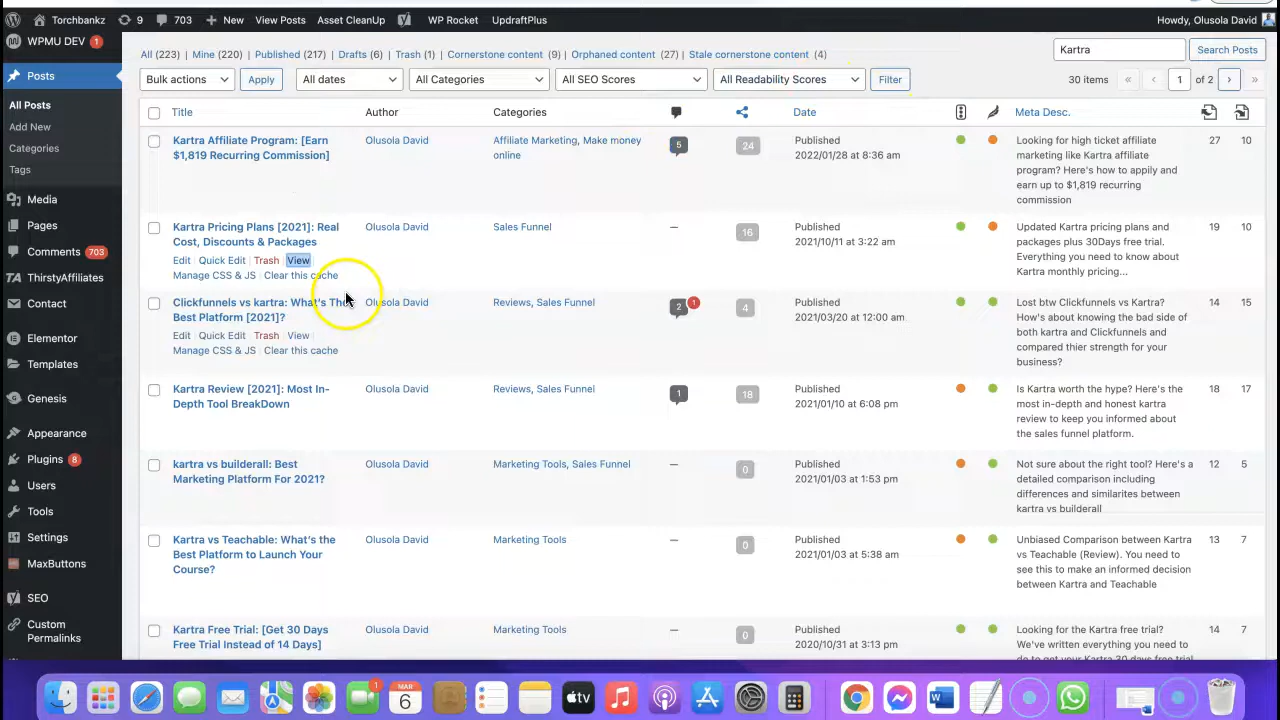 Torchbankz 9 703 New View Posts Asset CleanUp WP Rocket UpdraftPlus Howdy, Olusola David
WPMU DEV 1
Posts
All Posts
Add New
Categories
Tags
Media
Pages
Comments 703
ThirstyAffiliates
Contact
Elementor
Templates
Genesis
Appearance
Plugins 8
Users
Tools
Settings
MaxButtons
SEO
Custom
Permalinks
All (223) | Mine (220) | Published (217) | Drafts (6) | Trash (1) | Cornerstone content (9) | Orphaned content (27) | Stale cornerstone content (4)
Kartra Search Posts
Bulk actions Apply All dates All Categories All SEO Scores All Readability Scores Filter 30 items « ‹ 1 of 2 › »
Title Author Categories Date Meta Desc.
Kartra Affiliate Program: [Earn
$1,819 Recurring Commission]
Olusola David
Affiliate Marketing, Make money
online
5
24
Published
2022/01/28 at 8:36 am
Looking for high ticket affiliate
marketing like Kartra affiliate
program? Here's how to appily and
earn up to $1,819 recurring
commission
27 10
Kartra Pricing Plans [2021]: Real
Cost, Discounts & Packages
Edit | Quick Edit | Trash | View |
Manage CSS & JS | Clear this cache
Olusola David
Sales Funnel
—
16
Published
2021/10/11 at 3:22 am
Updated Kartra pricing plans and
packages plus 30Days free trial.
Everything you need to know about
Kartra monthly pricing...
19 10
Clickfunnels vs kartra: What's The
Best Platform [2021]?
Edit | Quick Edit | Trash | View |
Manage CSS & JS | Clear this cache
Olusola David
Reviews, Sales Funnel
2 1
4
Published
2021/03/20 at 12:00 am
Lost btw Clickfunnels vs Kartra?
How's about knowing the bad side of
both kartra and Clickfunnels and
compared thier strength for your
business?
14 15
Kartra Review [2021]: Most In-
Depth Tool BreakDown
Olusola David
Reviews, Sales Funnel
1
18
Published
2021/01/10 at 6:08 pm
Is Kartra worth the hype? Here's the
most in-depth and honest kartra
review to keep you informed about
the sales funnel platform.
18 17
kartra vs builderall: Best
Marketing Platform For 2021?
Olusola David
Marketing Tools, Sales Funnel
—
0
Published
2021/01/03 at 1:53 pm
Not sure about the right tool? Here's a
detailed comparison including
differences and similarites between
kartra vs builderall
12 5
Kartra vs Teachable: What's the
Best Platform to Launch Your
Course?
Olusola David
Marketing Tools
—
0
Published
2021/01/03 at 5:38 am
Unbiased Comparison between Kartra
vs Teachable (Review). You need to
see this to make an informed decision
between Kartra and Teachable
13 7
Kartra Free Trial: [Get 30 Days
Free Trial Instead of 14 Days]
Olusola David
Marketing Tools
—
0
Published
2020/10/31 at 3:13 pm
Looking for the Kartra free trial?
We've written everything you need to
do to get your Kartra 30 days free trial
14 7
1
MAR
6
tv
W